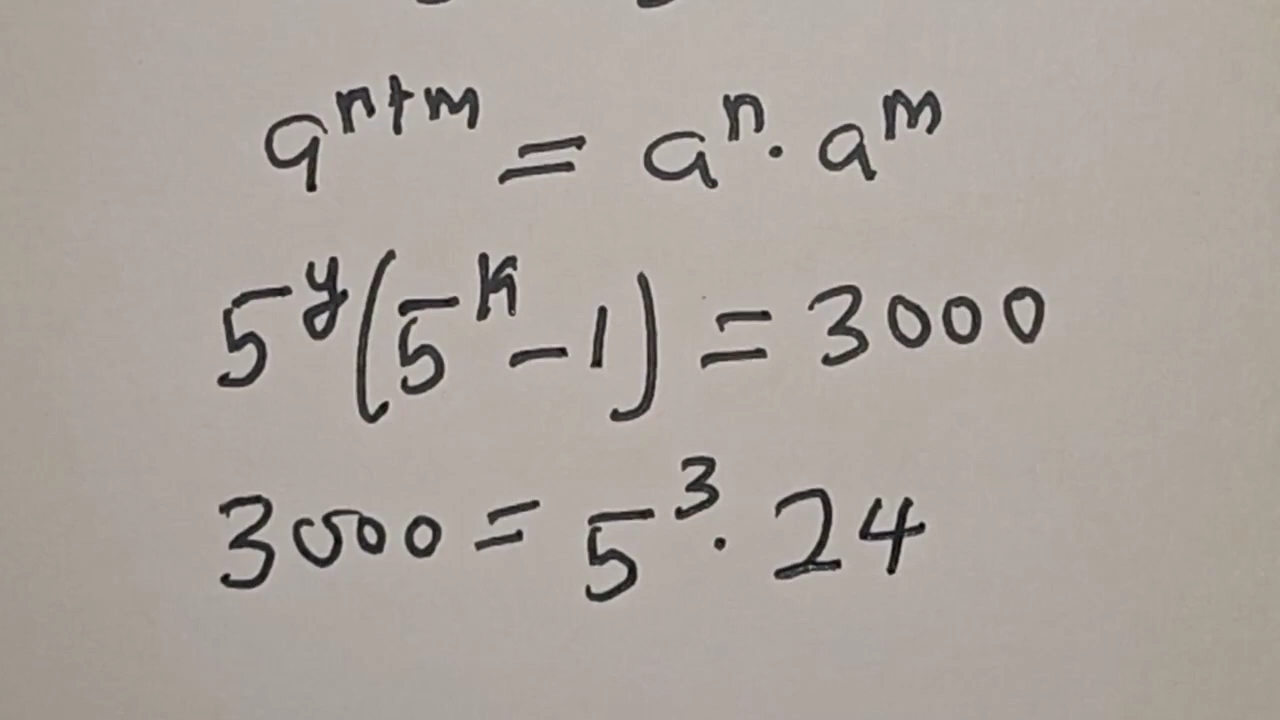 a^{n+m} = a^n · a^m
5^y(5^k - 1) = 3000
3000 = 5^3 · 24